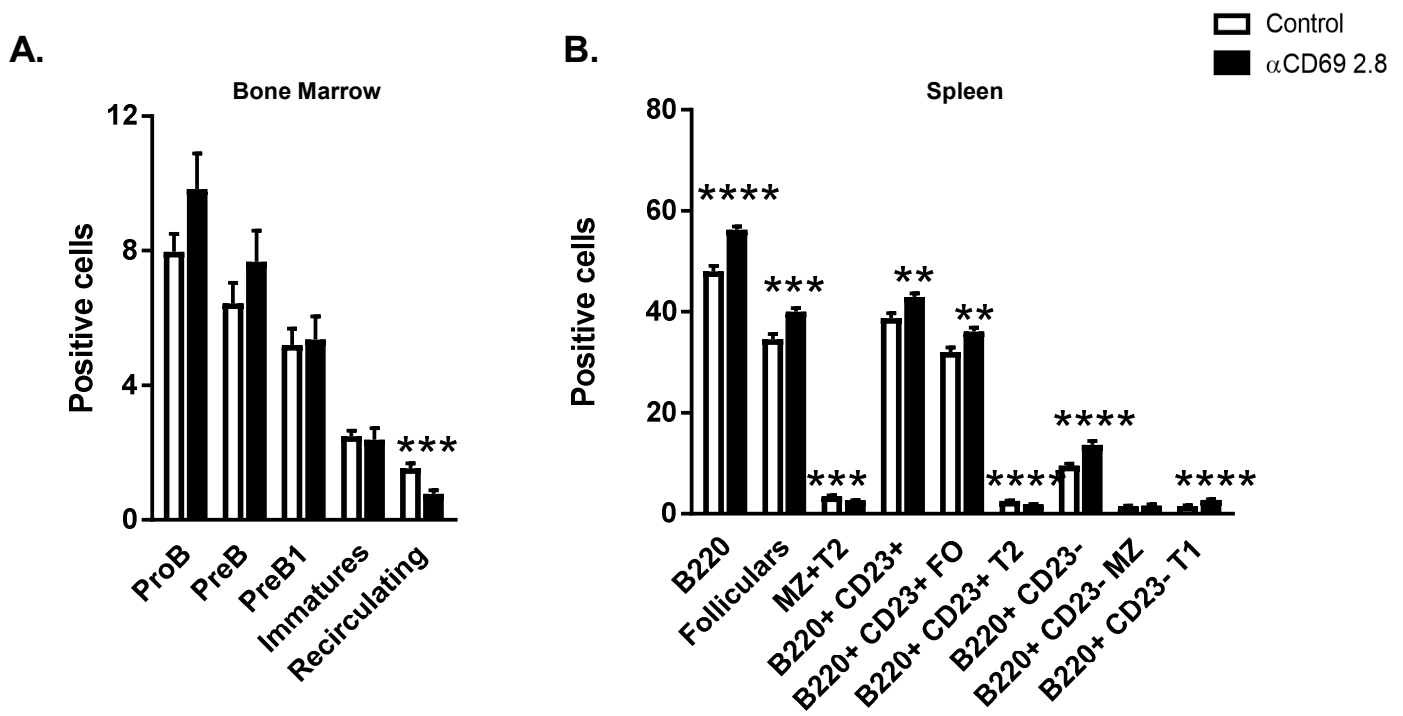 Control
αCD69 2.8
A.
Bone Marrow
Positive cells
12
8
4
0
***
ProB
PreB
PreB1
Immatures
Recirculating
B.
Spleen
Positive cells
80
60
40
20
0
****
***
***
**
**
****
****
****
B220
Folliculars
MZ+T2
B220+ CD23+
B220+ CD23+ FO
B220+ CD23+ T2
B220+ CD23-
B220+ CD23- MZ
B220+ CD23- T1